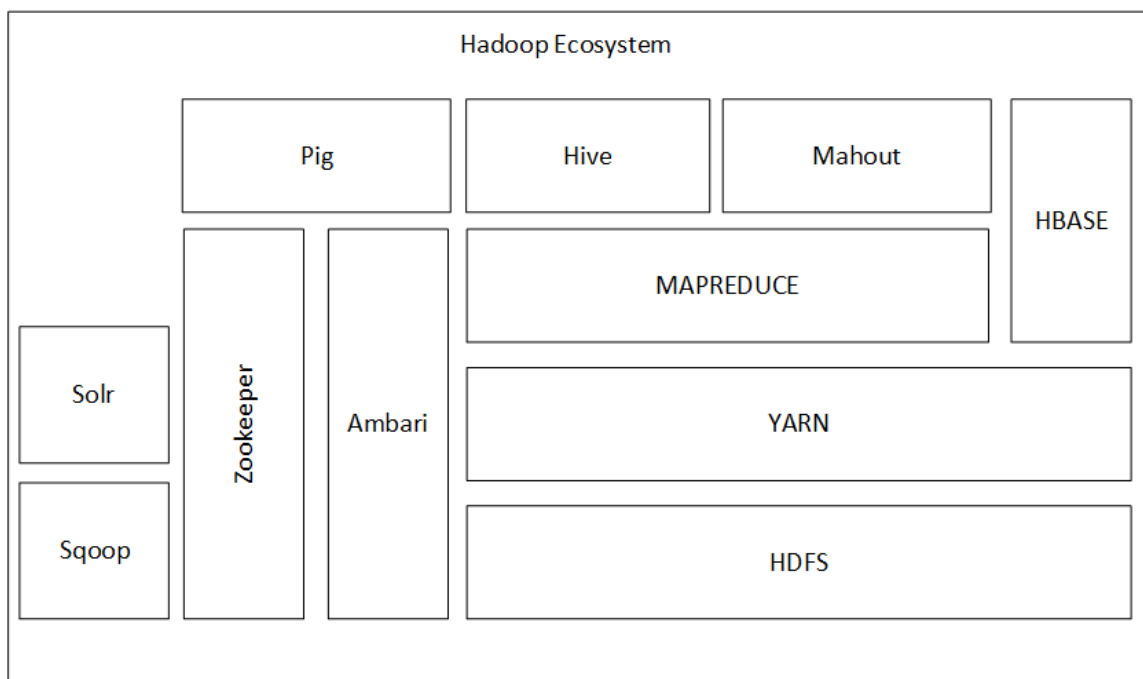 Hadoop Ecosystem
Pig
Hive
Mahout
HBASE
MAPREDUCE
Solr
Zookeeper
Ambari
YARN
Sqoop
HDFS